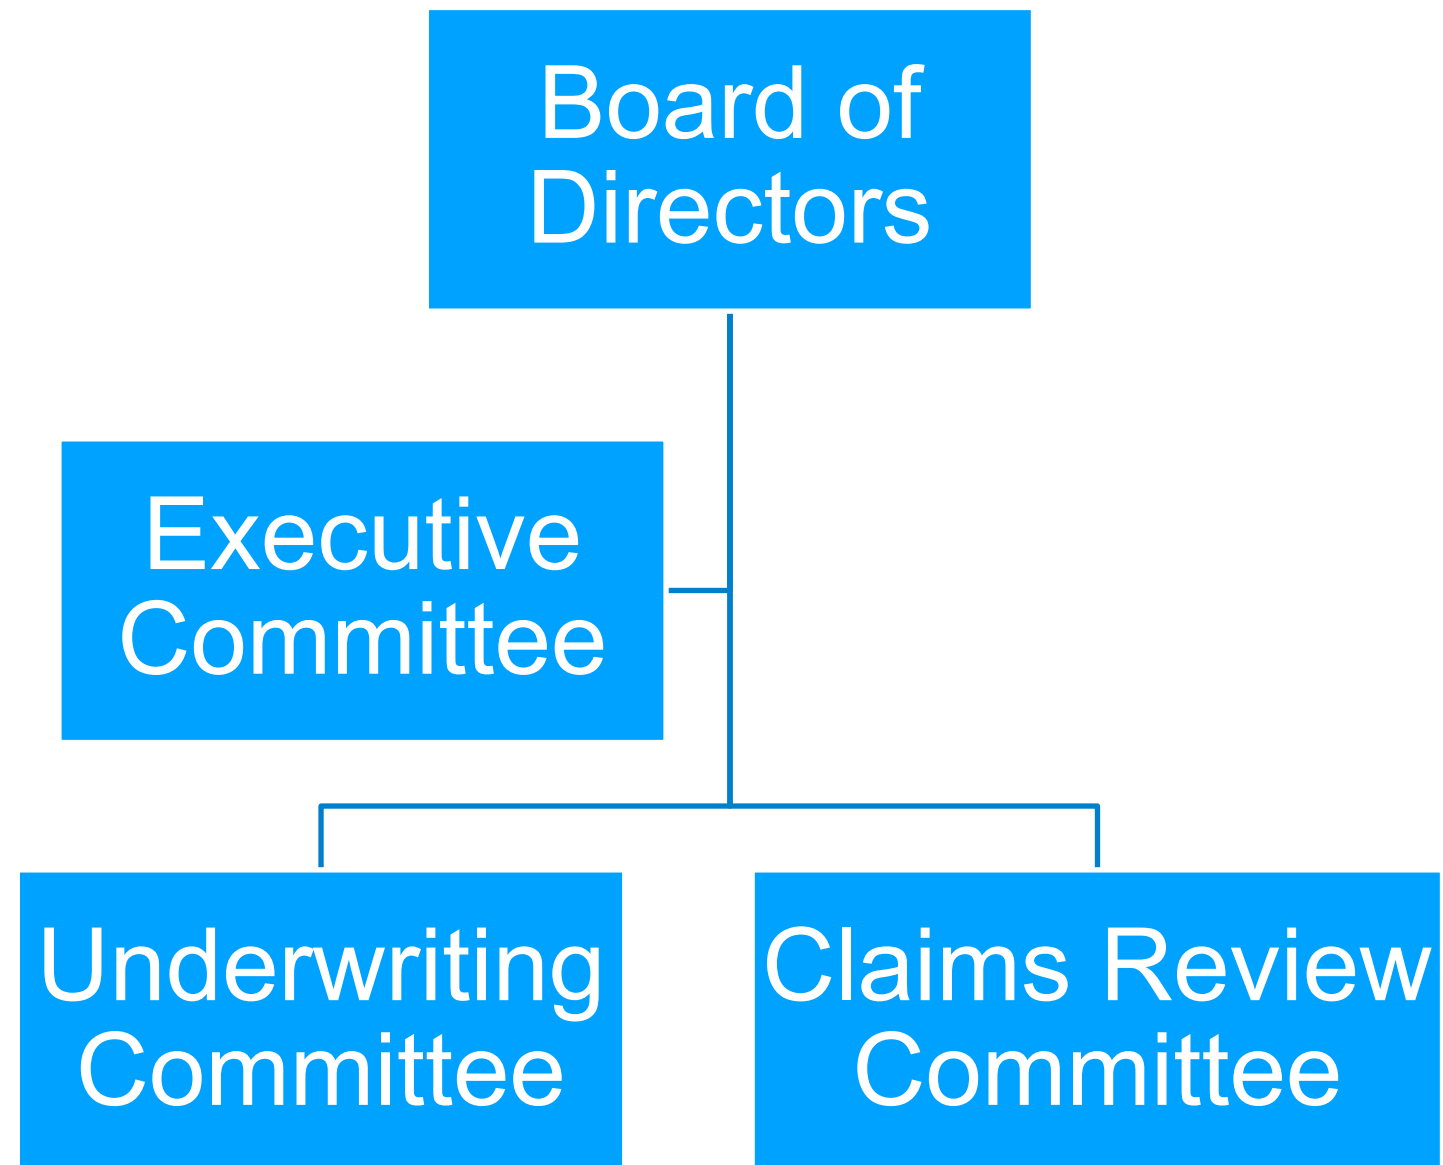 Board of
Directors
Executive
Committee
Underwriting
Committee
Claims Review
Committee